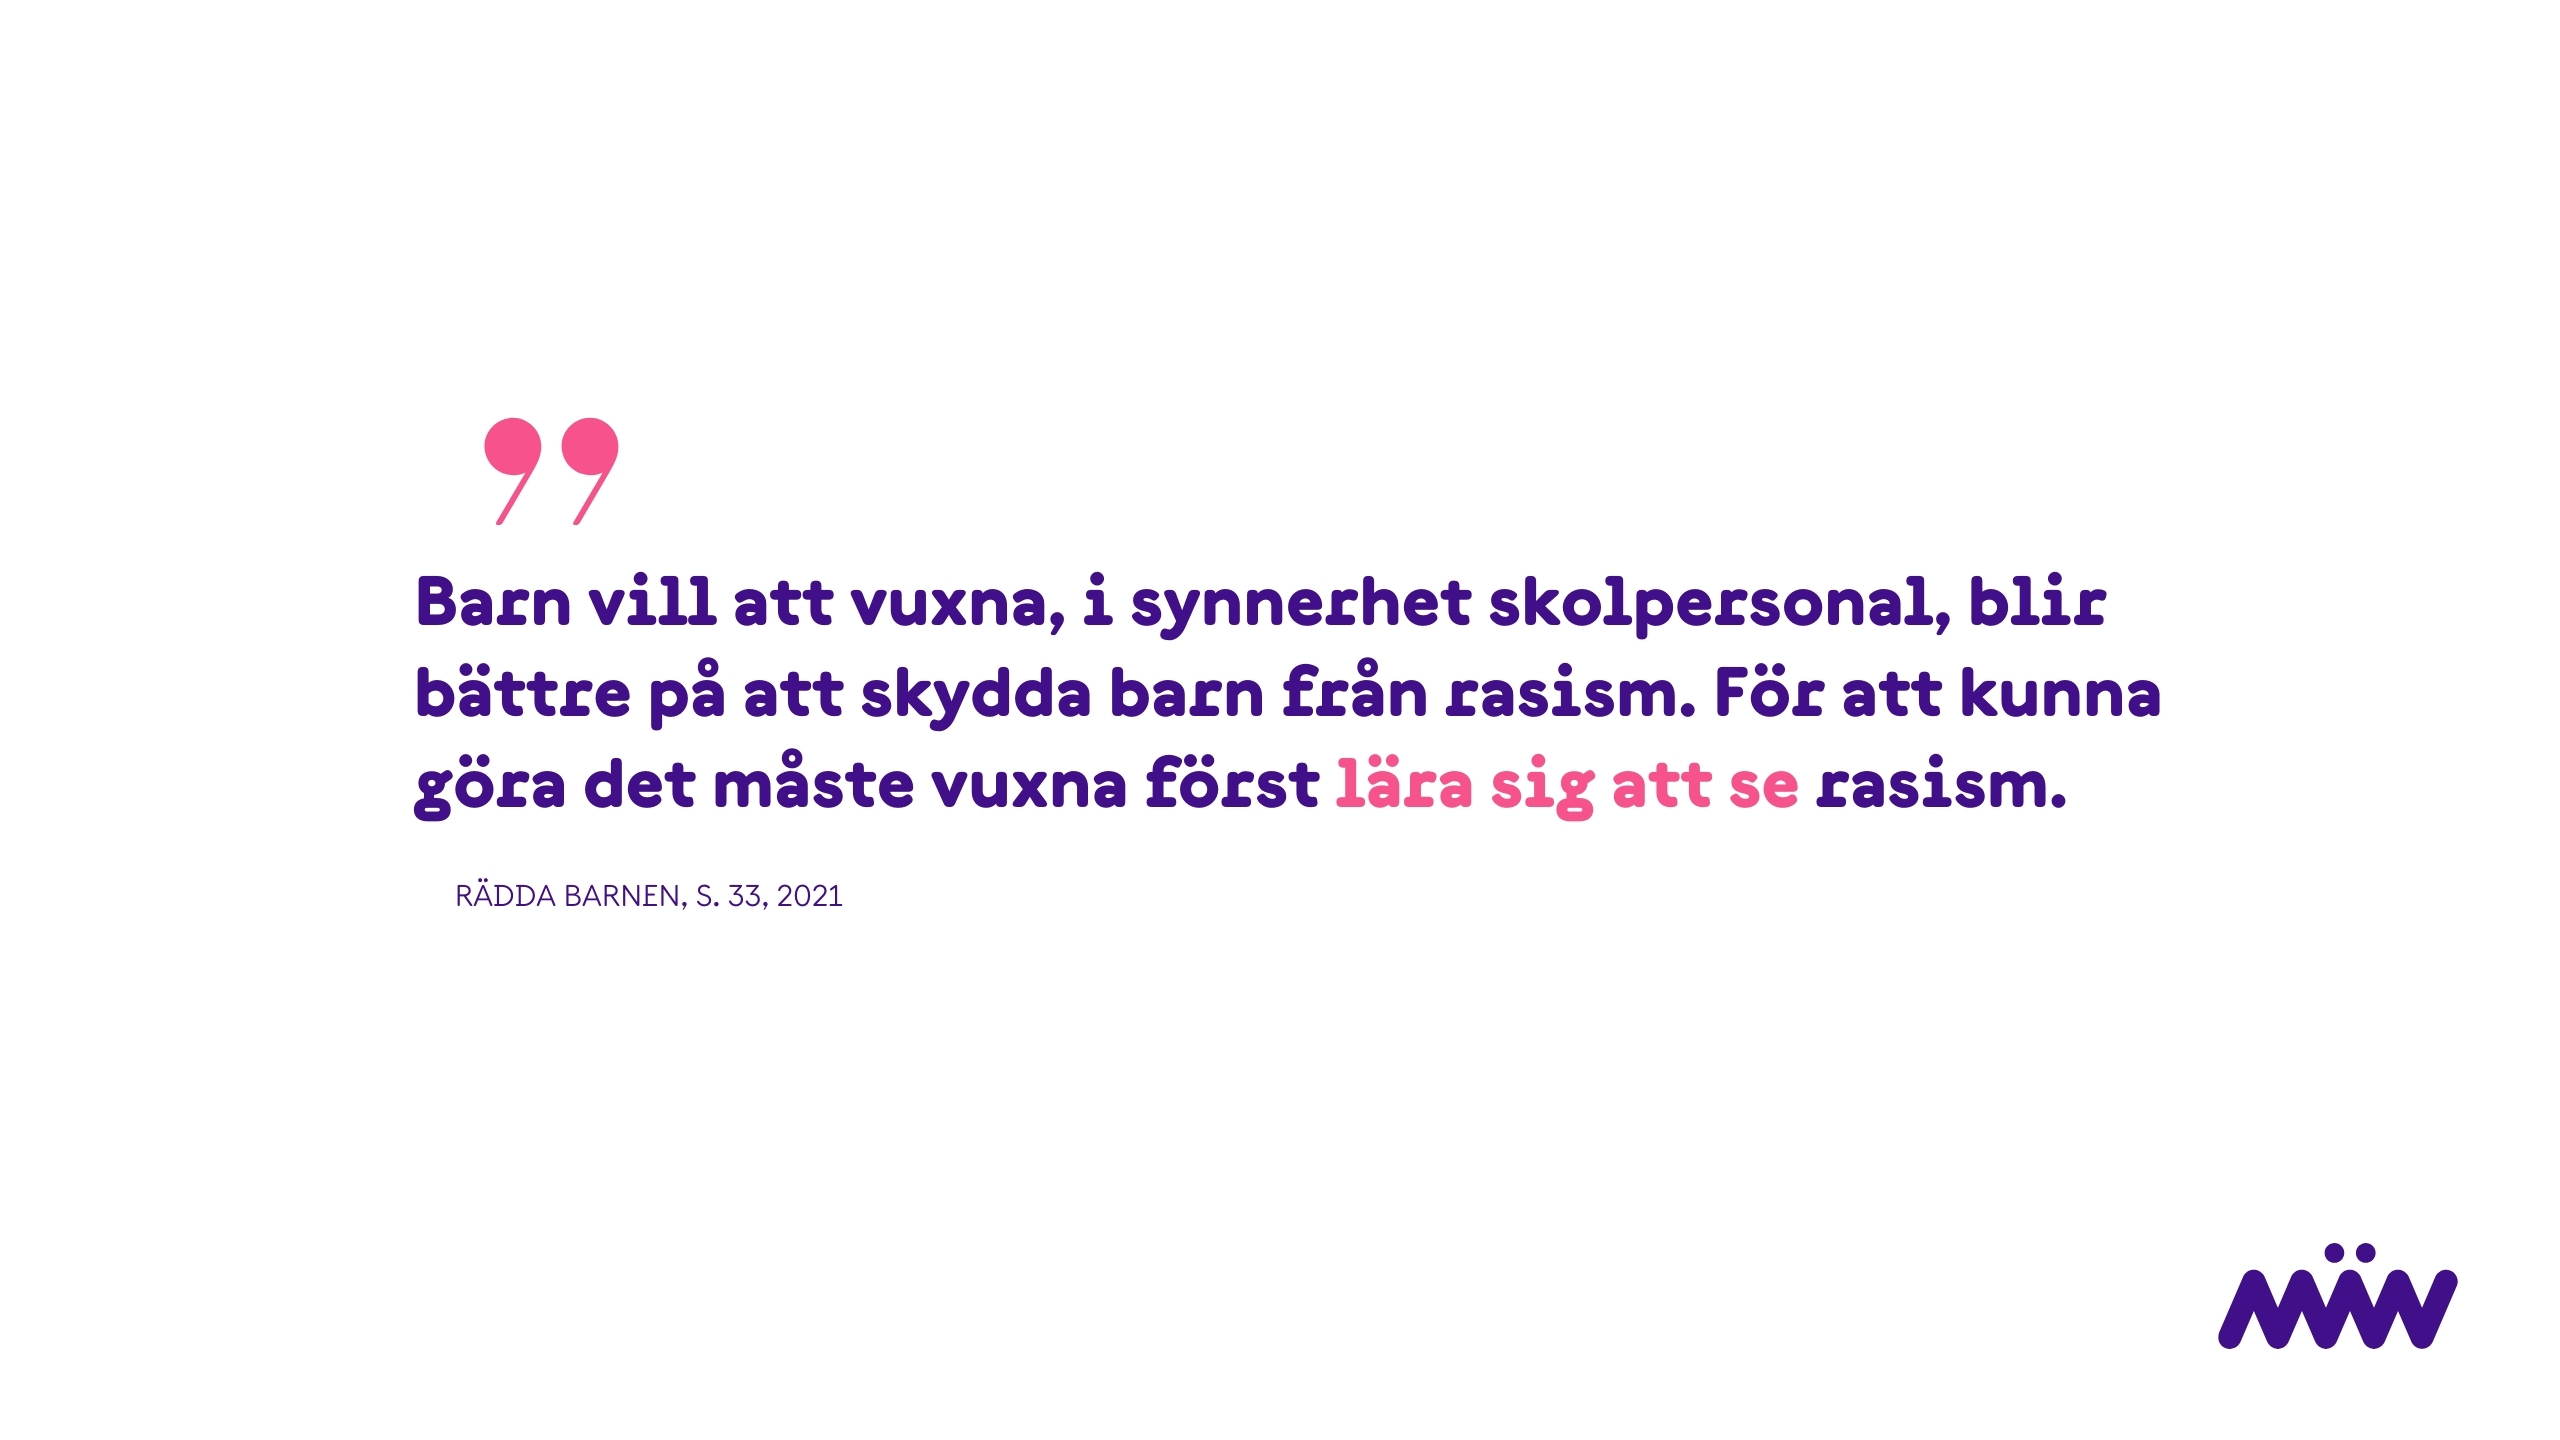 ”
Barn vill att vuxna, i synnerhet skolpersonal, blir
bättre på att skydda barn från rasism. För att kunna
göra det måste vuxna först lära sig att se rasism.
RÄDDA BARNEN, S. 33, 2021